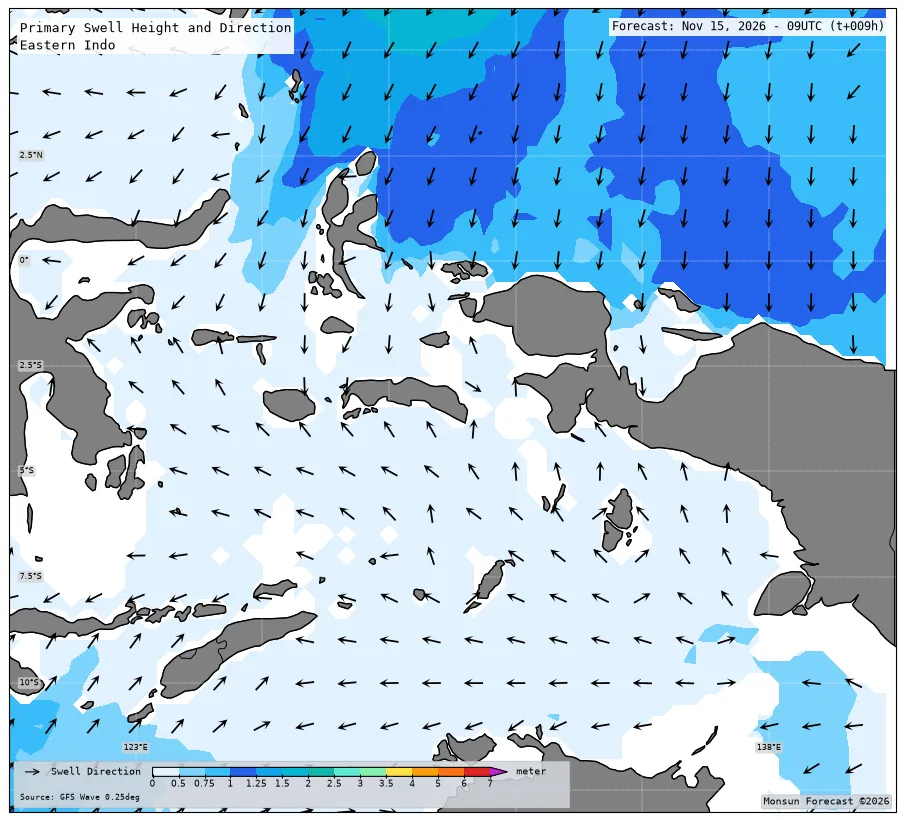 Primary Swell Height and Direction
Eastern Indo
Forecast: Nov 15, 2026 - 09UTC (t+009h)
2.5°N
0°
2.5°S
5°S
7.5°S
10°S
123°E
138°E
Swell Direction
meter
0 0.5 0.75 1 1.25 1.5 2 2.5 3 3.5 4 5 6 7
Source: GFS Wave 0.25deg
Monsun Forecast ©2026